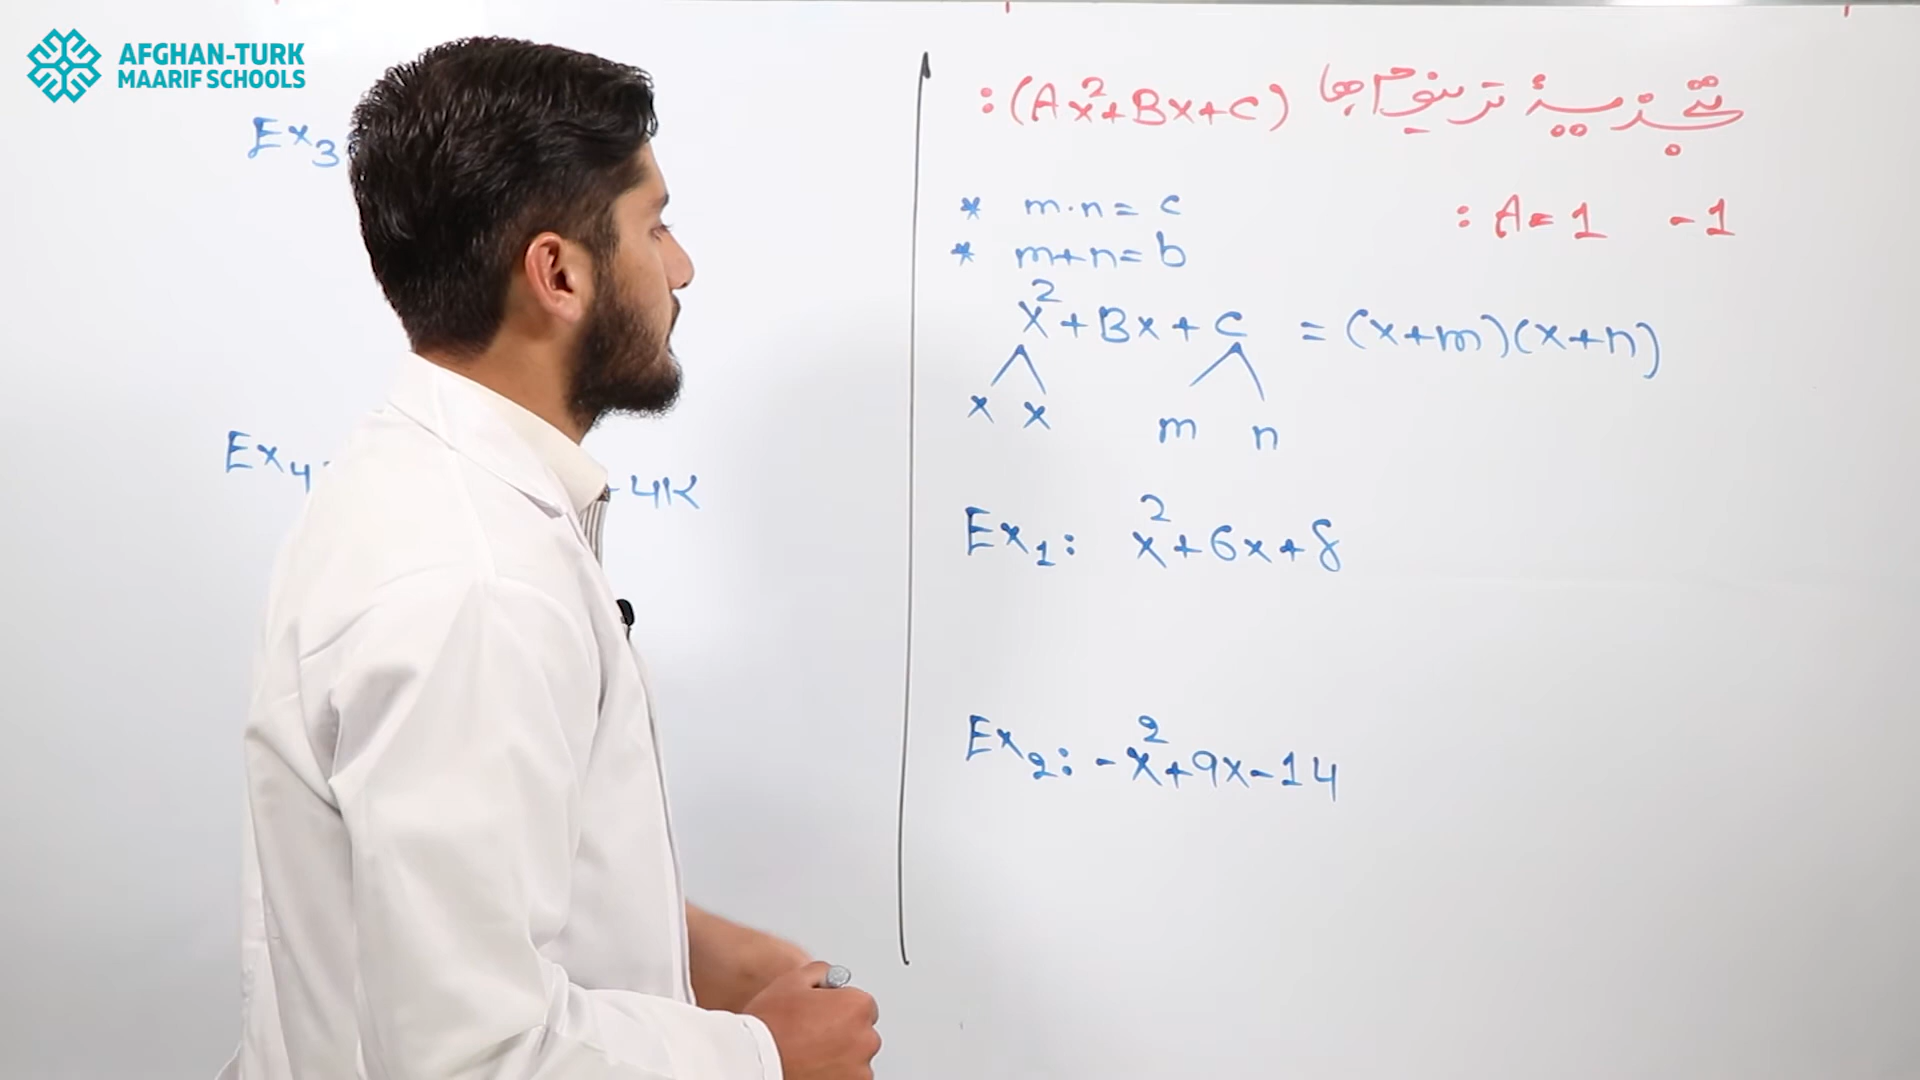 AFGHAN-TURK
MAARIF SCHOOLS
تجزیهٔ ترینوم ها (Ax²+Bx+C) :
1- A=1 :
* m.n = c
* m+n = b
x²+Bx+C = (x+m)(x+n)
x x m n
Ex₁: x²+6x+8
Ex₂: -x²+9x-14
Ex₃
Ex₄: +4K